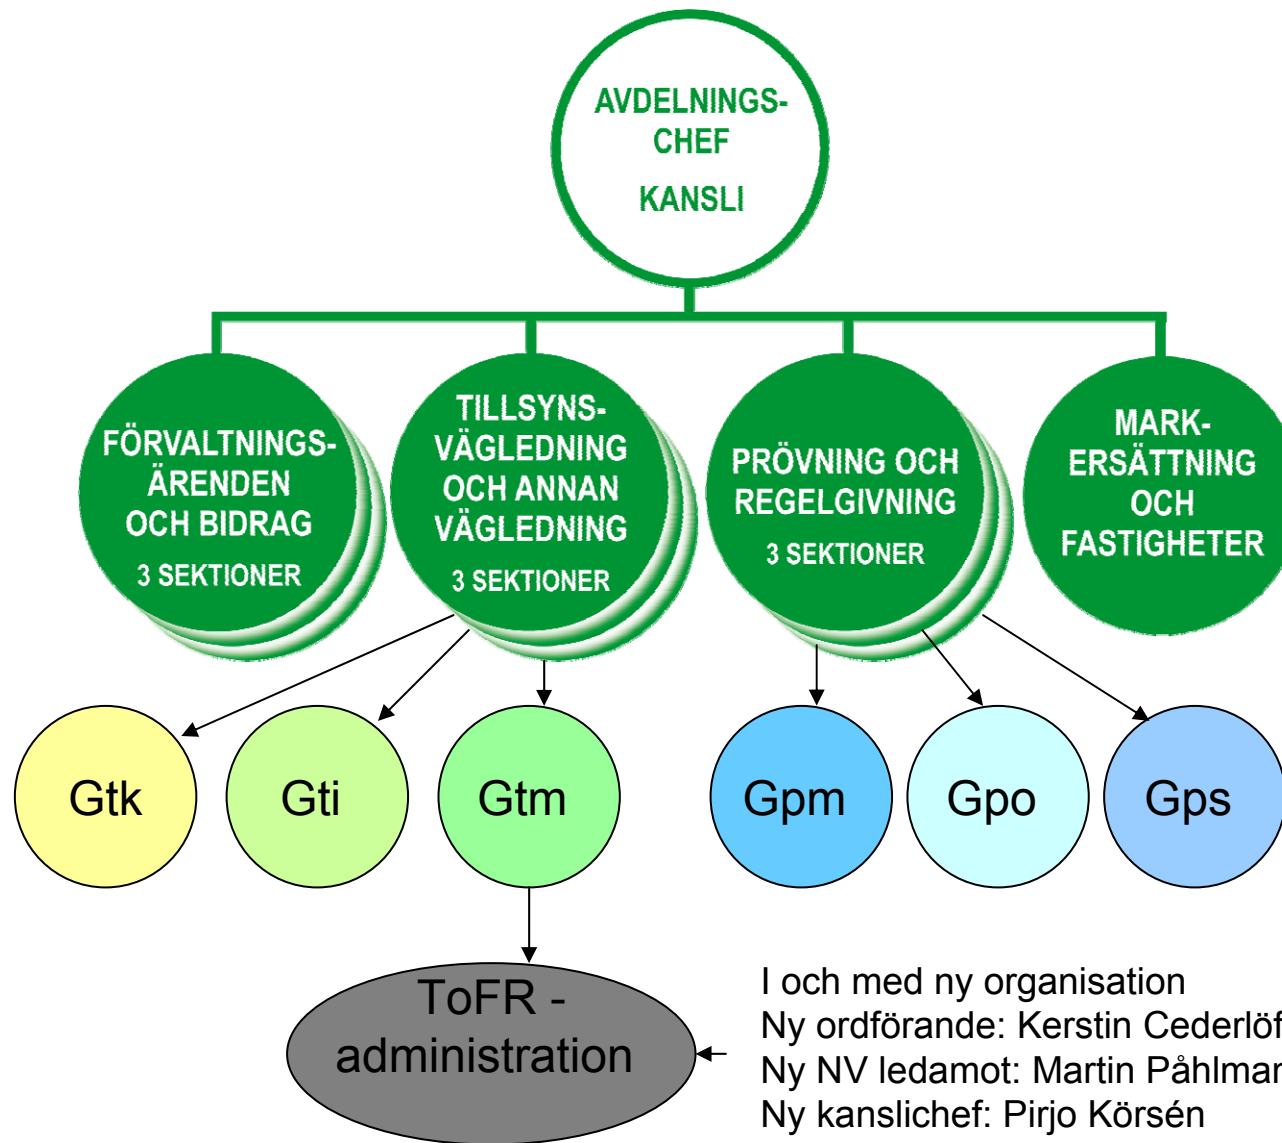 AVDELNINGS-
CHEF
KANSLI
FÖRVALTNINGS-
ÄRENDEN
OCH BIDRAG
3 SEKTIONER
TILLSYNS-
VÄGLEDNING
OCH ANNAN
VÄGLEDNING
3 SEKTIONER
PRÖVNING OCH
REGELGIVNING
3 SEKTIONER
MARK-
ERSÄTTNING
OCH
FASTIGHETER
Gtk
Gti
Gtm
Gpm
Gpo
Gps
ToFR -
administration
I och med ny organisation
Ny ordförande: Kerstin Cederlöf
Ny NV ledamot: Martin
Ny kanslichef: Pirjo Körsén